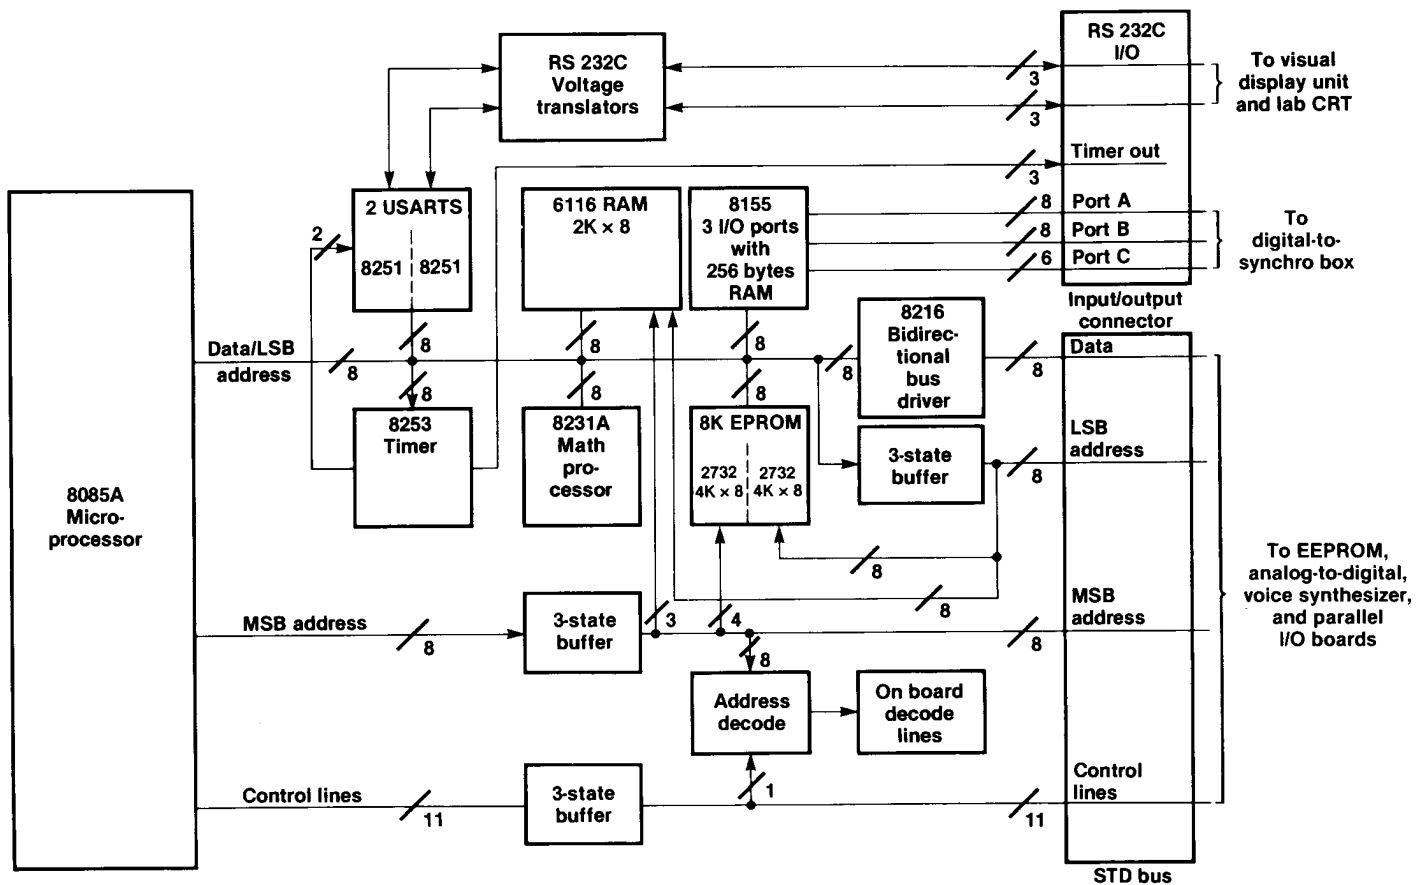 RS 232C
Voltage
translators
RS 232C
I/O
3
3
To visual
display unit
and lab CRT
Timer out
3
2 USARTS
8251
8251
2
6116 RAM
2K × 8
8155
3 I/O ports
with
256 bytes
RAM
8
Port A
8
Port B
6
Port C
To
digital-to-
synchro box
Input/output
connector
Data/LSB
address
8
8
8
8
8
8
8
8
8216
Bidirec-
tional
bus
driver
8
Data
8253
Timer
8231A
Math
pro-
cessor
8K EPROM
2732
4K × 8
2732
4K × 8
3-state
buffer
8
LSB
address
8
8
8085A
Micro-
processor
MSB address
8
3-state
buffer
3
4
8
8
MSB
address
To EEPROM,
analog-to-digital,
voice synthesizer,
and parallel
I/O boards
Address
decode
On board
decode
lines
Control lines
11
3-state
buffer
1
11
Control
lines
STD bus